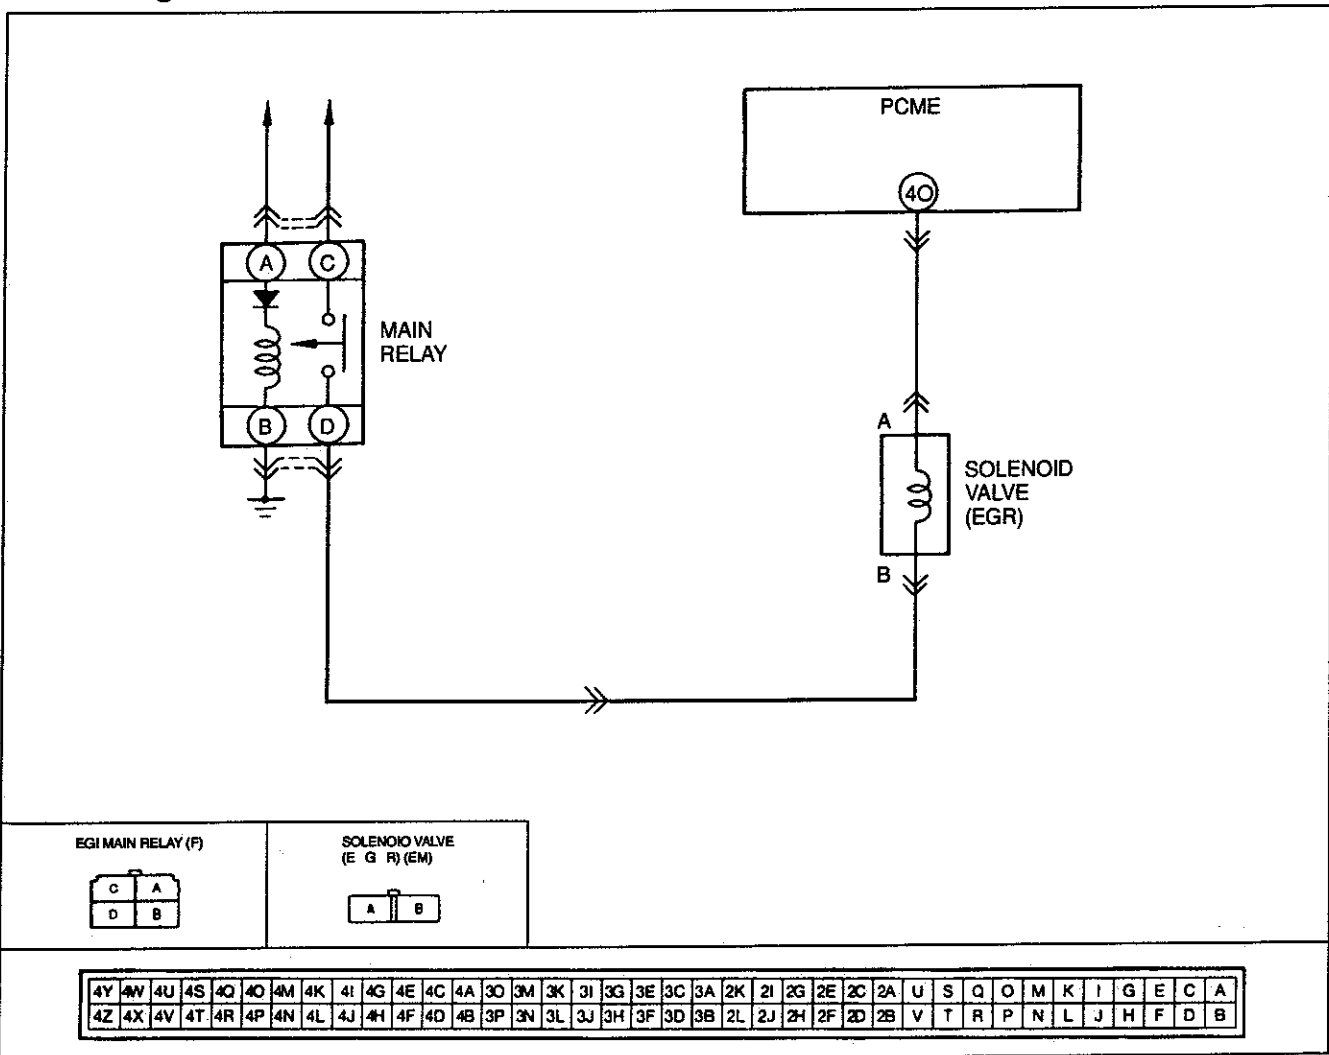 PCME
4O
A
C
MAIN
RELAY
B
D
A
SOLENOID
VALVE
(EGR)
B
EGI MAIN RELAY (F)
C A
D B
SOLENOID VALVE
(E G R) (EM)
A B
4Y 4W 4U 4S 4Q 4O 4M 4K 4I 4G 4E 4C 4A 3O 3M 3K 3I 3G 3E 3C 3A 2K 2I 2G 2E 2C 2A U S Q O M K I G E C A
4Z 4X 4V 4T 4R 4P 4N 4L 4J 4H 4F 4D 4B 3P 3N 3L 3J 3H 3F 3D 3B 2L 2J 2H 2F 2D 2B V T R P N L J H F D B